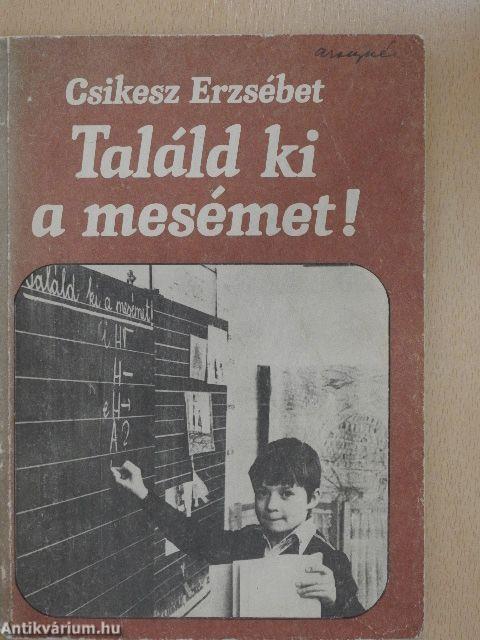 Csikesz Erzsébet
Találd ki
a mesémet!
Találd ki a mesémet!
Antikvárium.hu